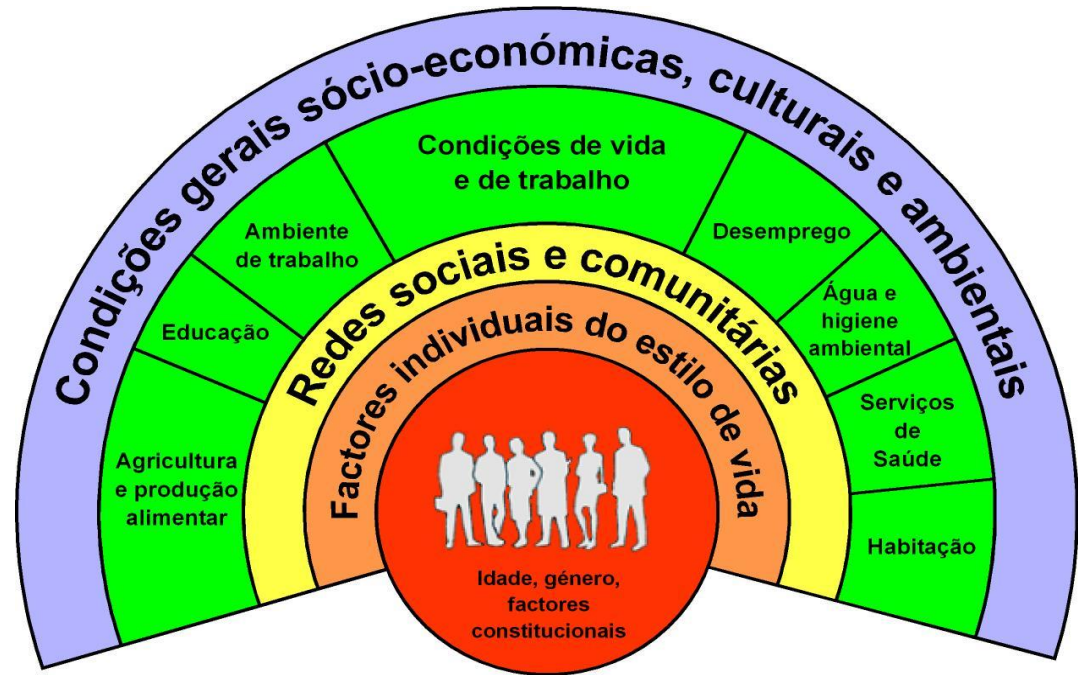 Condições gerais sócio-económicas, culturais e ambientais
Condições de vida
e de trabalho
Agricultura
e produção
alimentar
Educação
Ambiente
de trabalho
Desemprego
Água e
higiene
ambiental
Serviços
de
Saúde
Habitação
Redes sociais e comunitárias
Factores individuais do estilo de vida
Idade, género,
factores
constitucionais